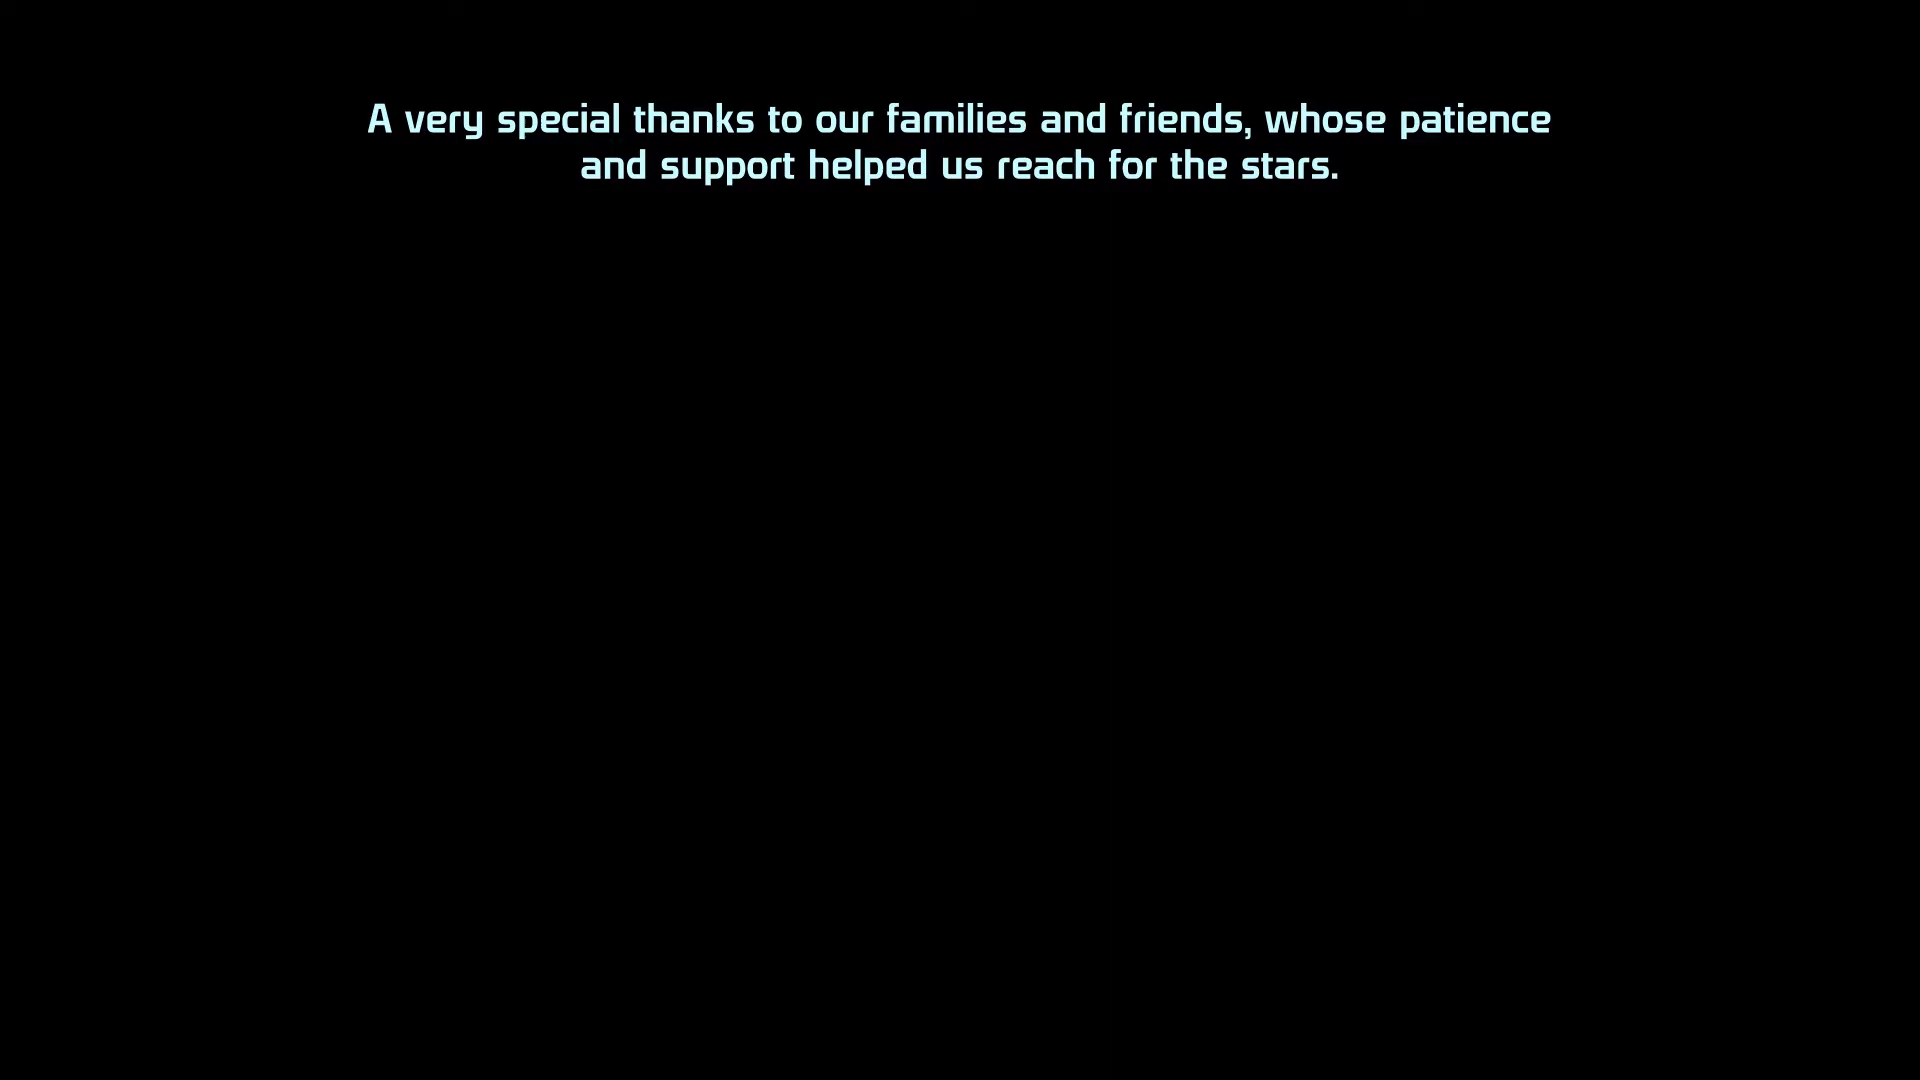 A very special thanks to our families and friends, whose patience
and support helped us reach for the stars.